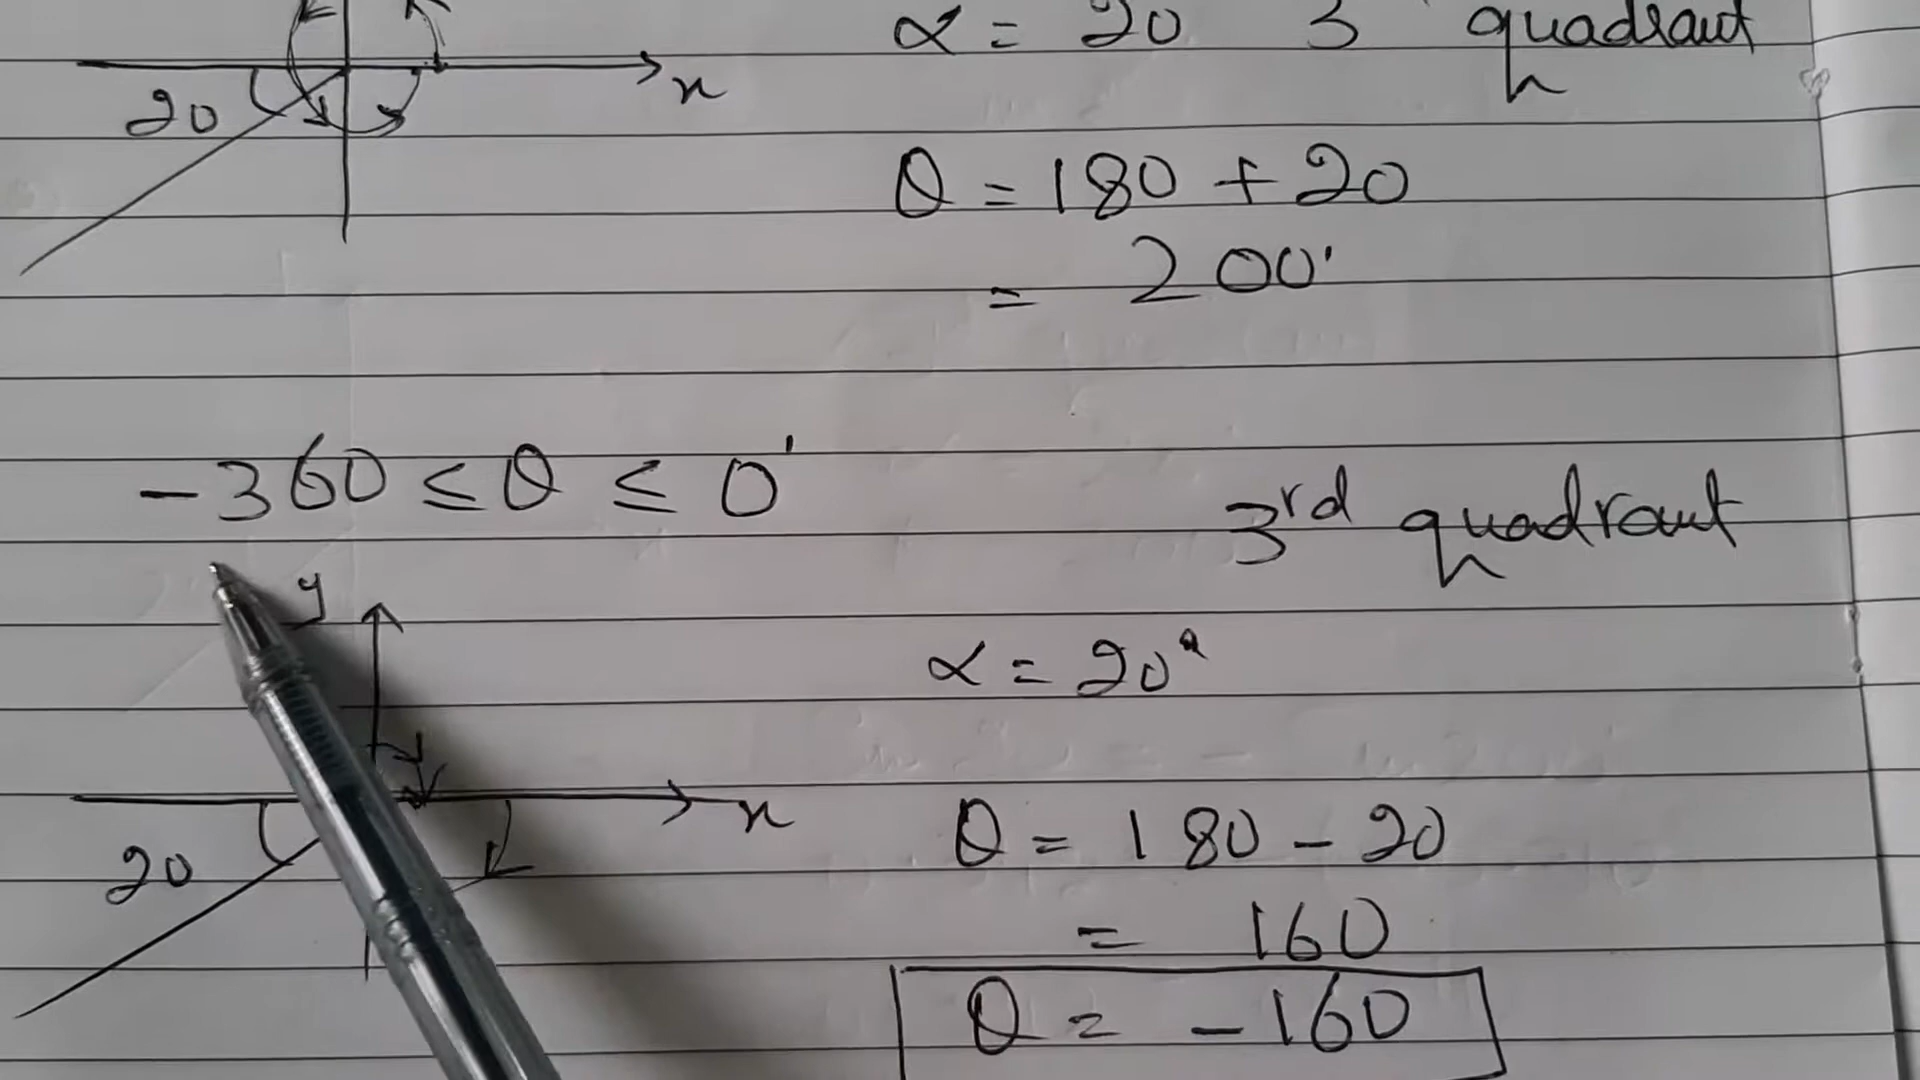 α = 20 3 quadrant
x
20
θ = 180 + 20
= 200°
-360 ≤ θ ≤ 0°
3rd quadrant
y
α = 20°
x
20
θ = 180 - 20
= 160
θ = -160